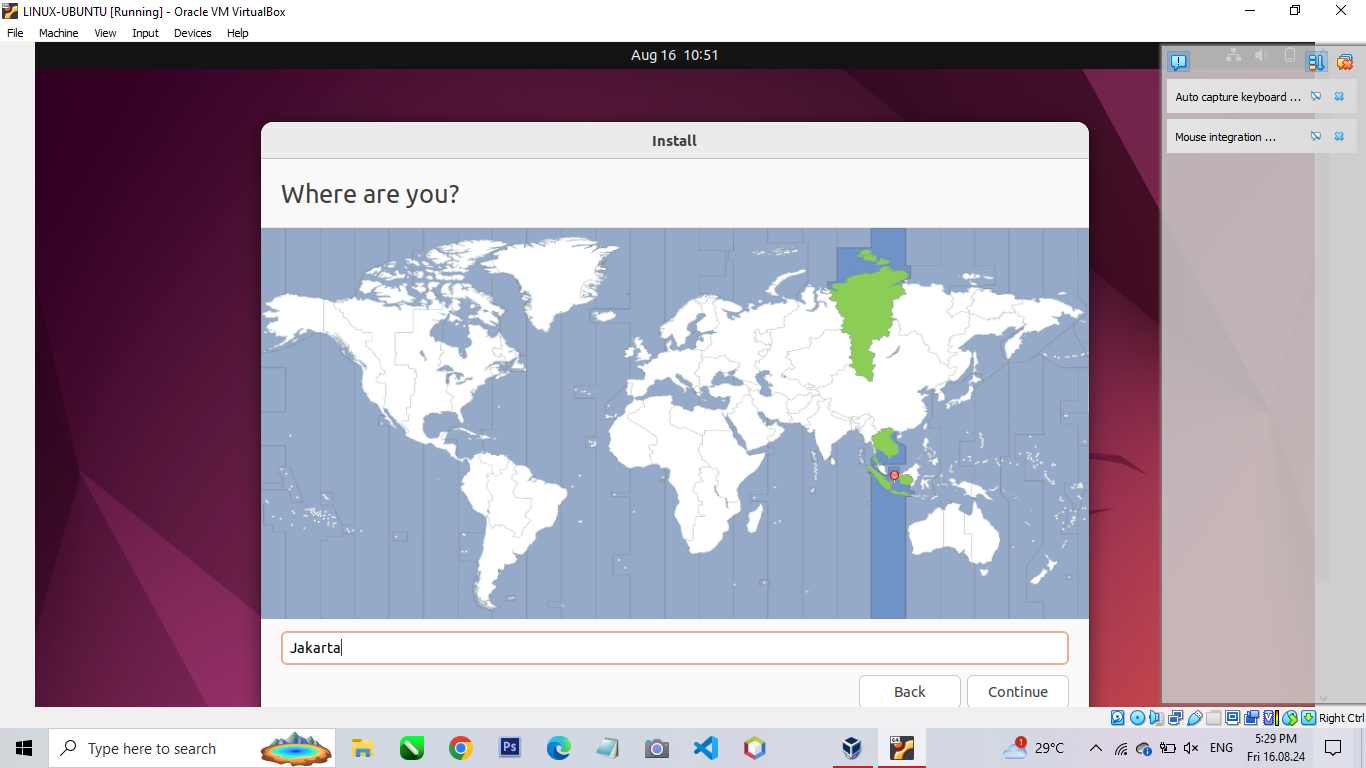 LINUX-UBUNTU [Running] - Oracle VM VirtualBox
File Machine View Input Devices Help
Aug 16 10:51
Auto capture keyboard ...
Mouse integration ...
Install
Where are you?
Jakarta
Back Continue
Right Ctrl
Type here to search
Ps
1
29°C
ENG
5:29 PM
Fri 16.08.24